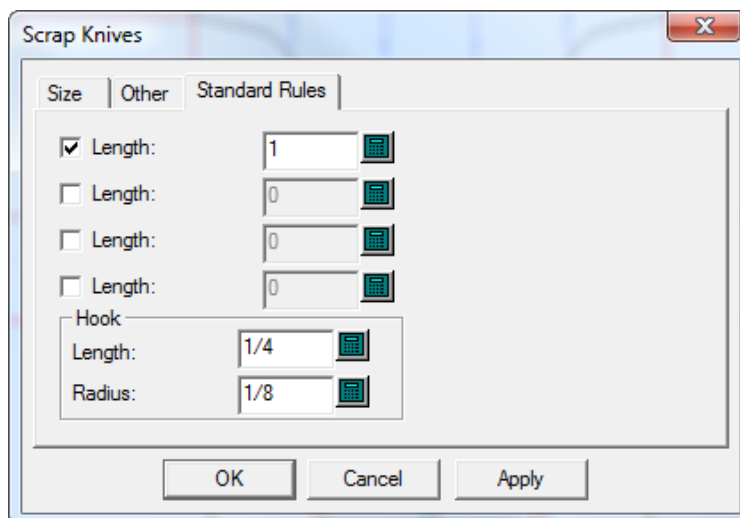 Scrap Knives
Size Other Standard Rules
Length: 1
Length: 0
Length: 0
Length: 0
Hook
Length: 1/4
Radius: 1/8
OK Cancel Apply